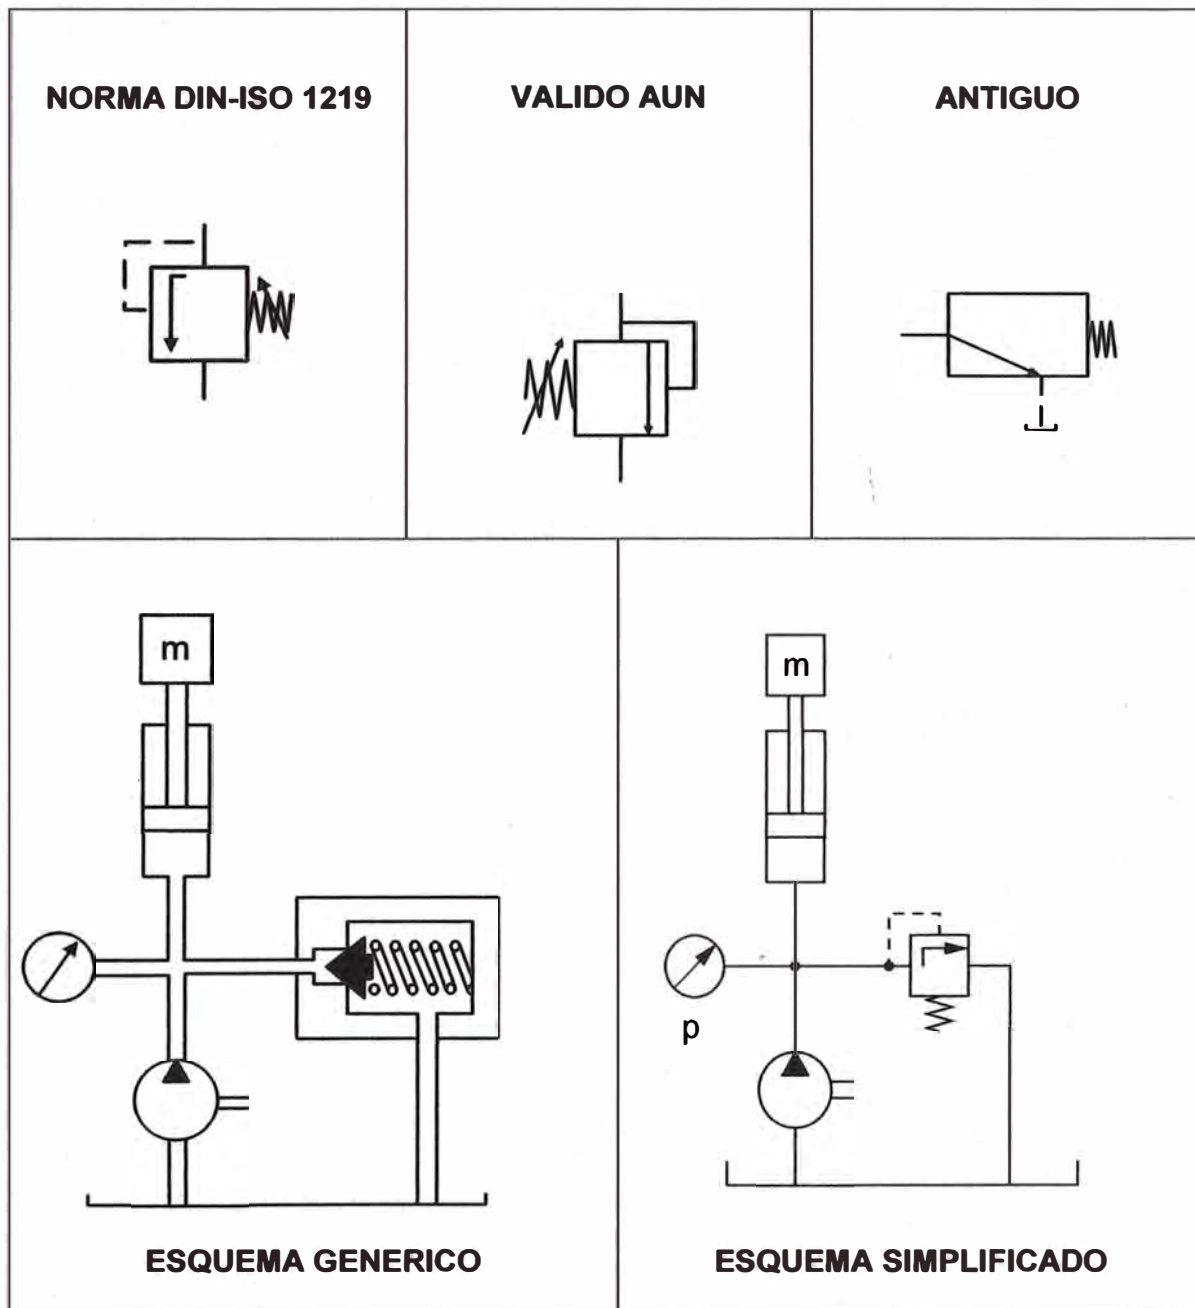 NORMA DIN-ISO 1219
VALIDO AUN
ANTIGUO
m
m
p
ESQUEMA GENERICO
ESQUEMA SIMPLIFICADO